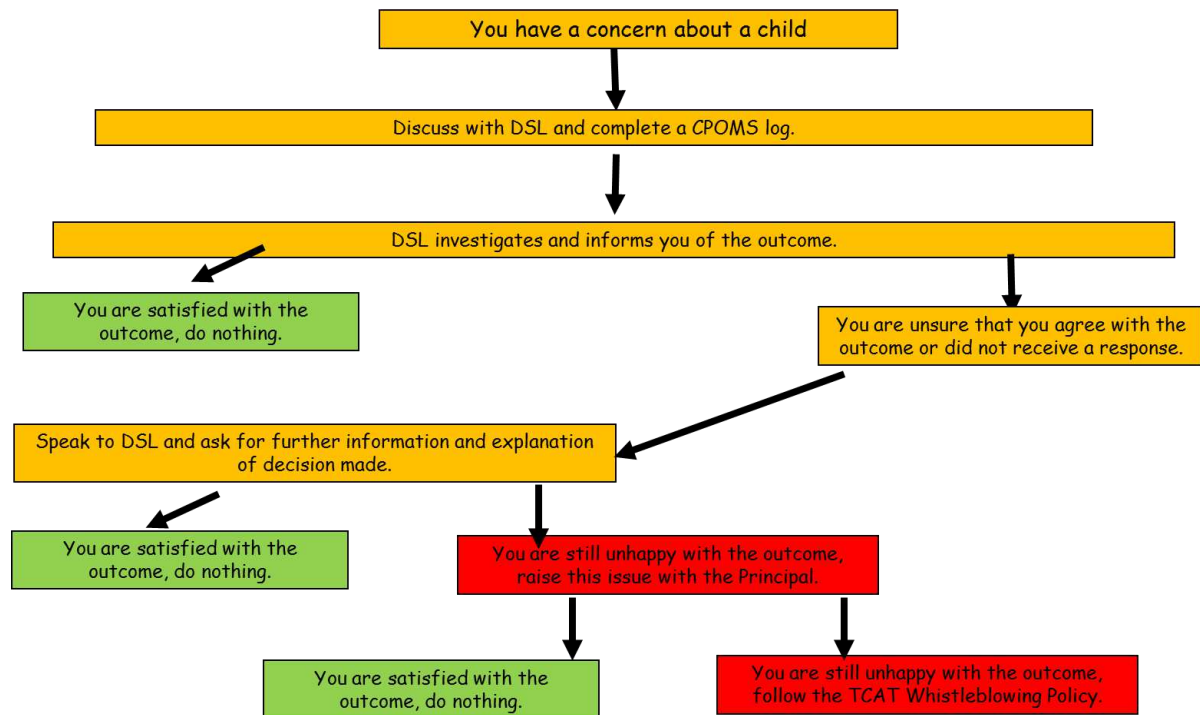 You have a concern about a child
Discuss with DSL and complete a CPOMS log.
DSL investigates and informs you of the outcome.
You are satisfied with the
outcome, do nothing.
You are unsure that you agree with the
outcome or did not receive a response.
Speak to DSL and ask for further information and explanation
of decision made.
You are satisfied with the
outcome, do nothing.
You are still unhappy with the outcome,
raise this issue with the Principal.
You are satisfied with the
outcome, do nothing.
You are still unhappy with the outcome,
follow the TCAT Whistleblowing Policy.